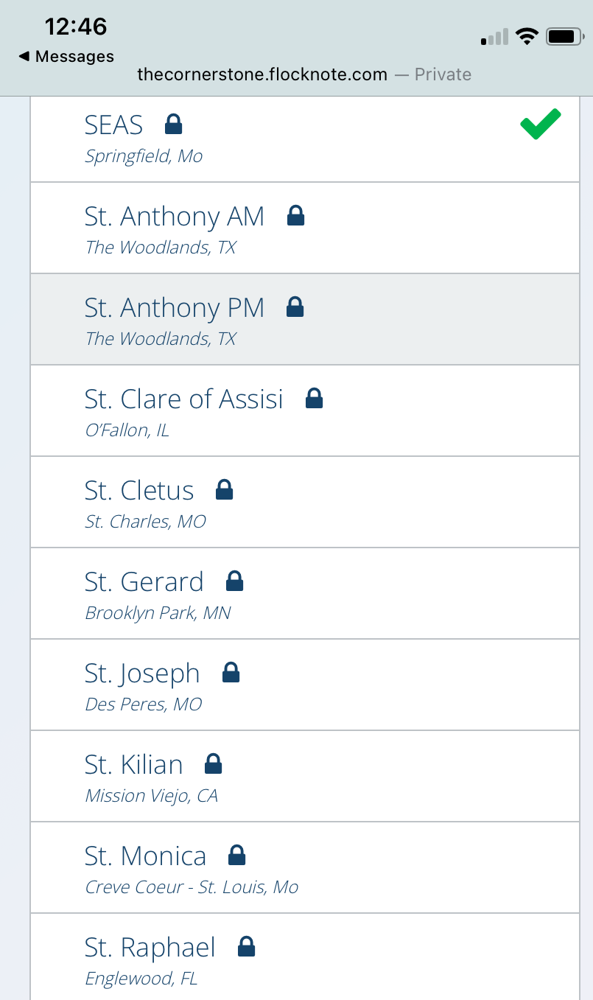 12:46
◀ Messages
thecornerstone.flocknote.com — Private
SEAS
Springfield, Mo
St. Anthony AM
The Woodlands, TX
St. Anthony PM
The Woodlands, TX
St. Clare of Assisi
O’Fallon, IL
St. Cletus
St. Charles, MO
St. Gerard
Brooklyn Park, MN
St. Joseph
Des Peres, MO
St. Kilian
Mission Viejo, CA
St. Monica
Creve Coeur - St. Louis, Mo
St. Raphael
Englewood, FL